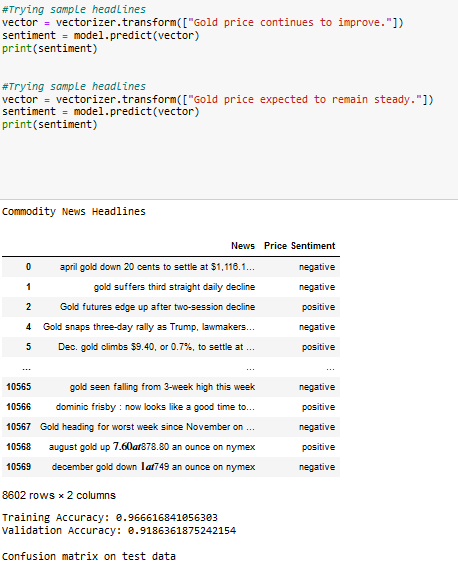 #Trying sample headlines
vector = vectorizer.transform(["Gold price continues to improve."])
sentiment = model.predict(vector)
print(sentiment)
#Trying sample headlines
vector = vectorizer.transform(["Gold price expected to remain steady."])
sentiment = model.predict(vector)
print(sentiment)
Commodity News Headlines
News Price Sentiment
0 april gold down 20 cents to settle at $1,116.1... negative
1 gold suffers third straight daily decline negative
2 Gold futures edge up after two-session decline positive
4 Gold snaps three-day rally as Trump, lawmakers... negative
5 Dec. gold climbs $9.40, or 0.7%, to settle at ... positive
... ... ...
10565 gold seen falling from 3-week high this week negative
10566 dominic frisby : now looks like a good time to... positive
10567 Gold heading for worst week since November on ... negative
10568 august gold up 7.60at878.80 an ounce on nymex positive
10569 december gold down 1at749 an ounce on nymex negative
8602 rows × 2 columns
Training Accuracy: 0.966616841056303
Validation Accuracy: 0.9186361875242154
Confusion matrix on test data